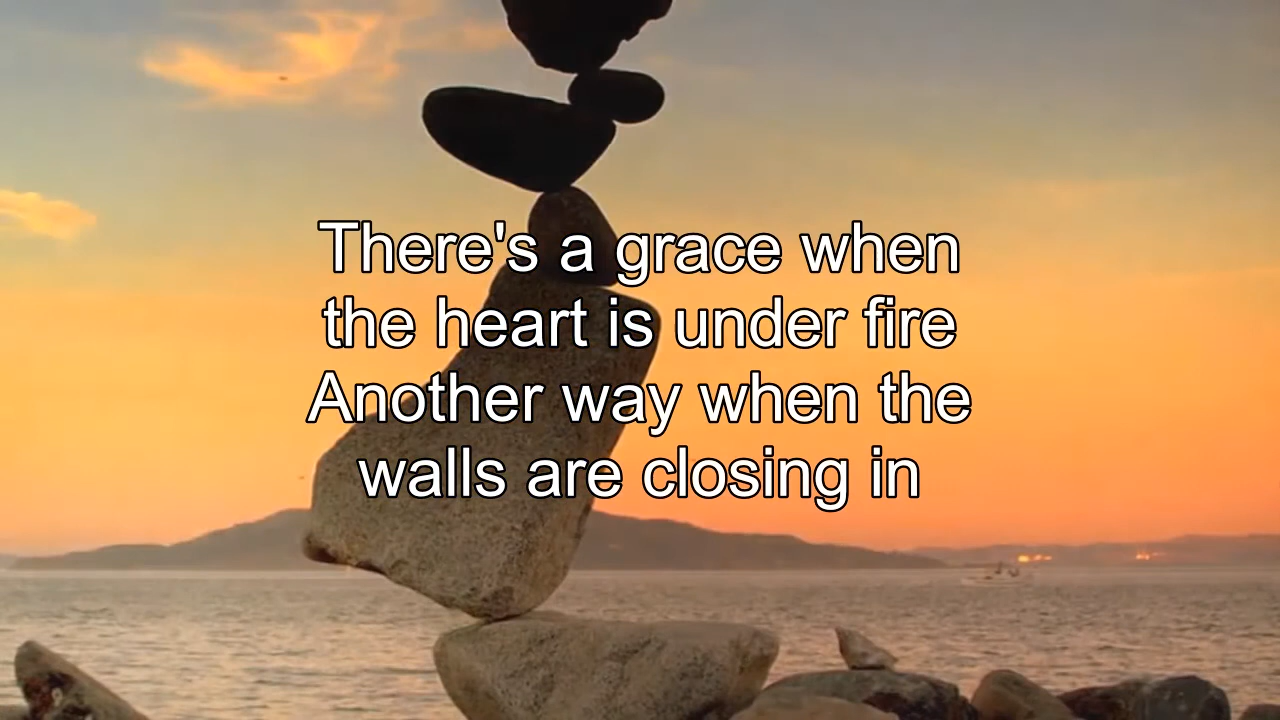 There's a grace when
the heart is under fire
Another way when the
walls are closing in